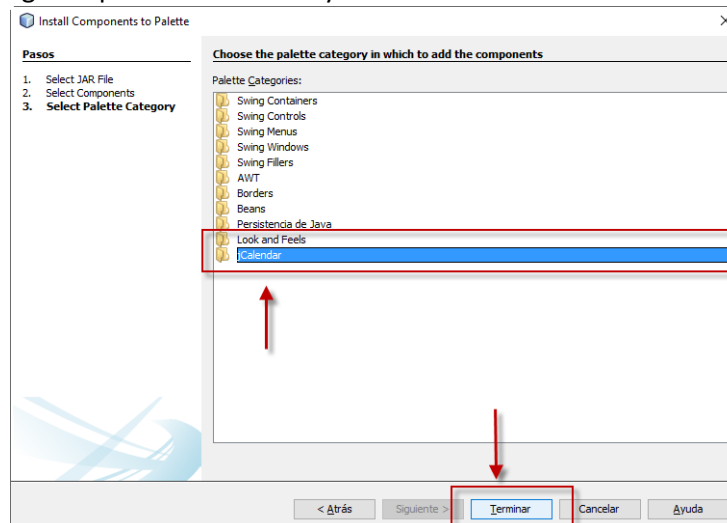 Install Components to Palette
Pasos
1. Select JAR File
2. Select Components
3. Select Palette Category
Choose the palette category in which to add the components
Palette Categories:
Swing Containers
Swing Controls
Swing Menus
Swing Windows
Swing Fillers
AWT
Borders
Beans
Persistencia de Java
Look and Feels
jCalendar
< Atrás Siguiente > Terminar Cancelar Ayuda